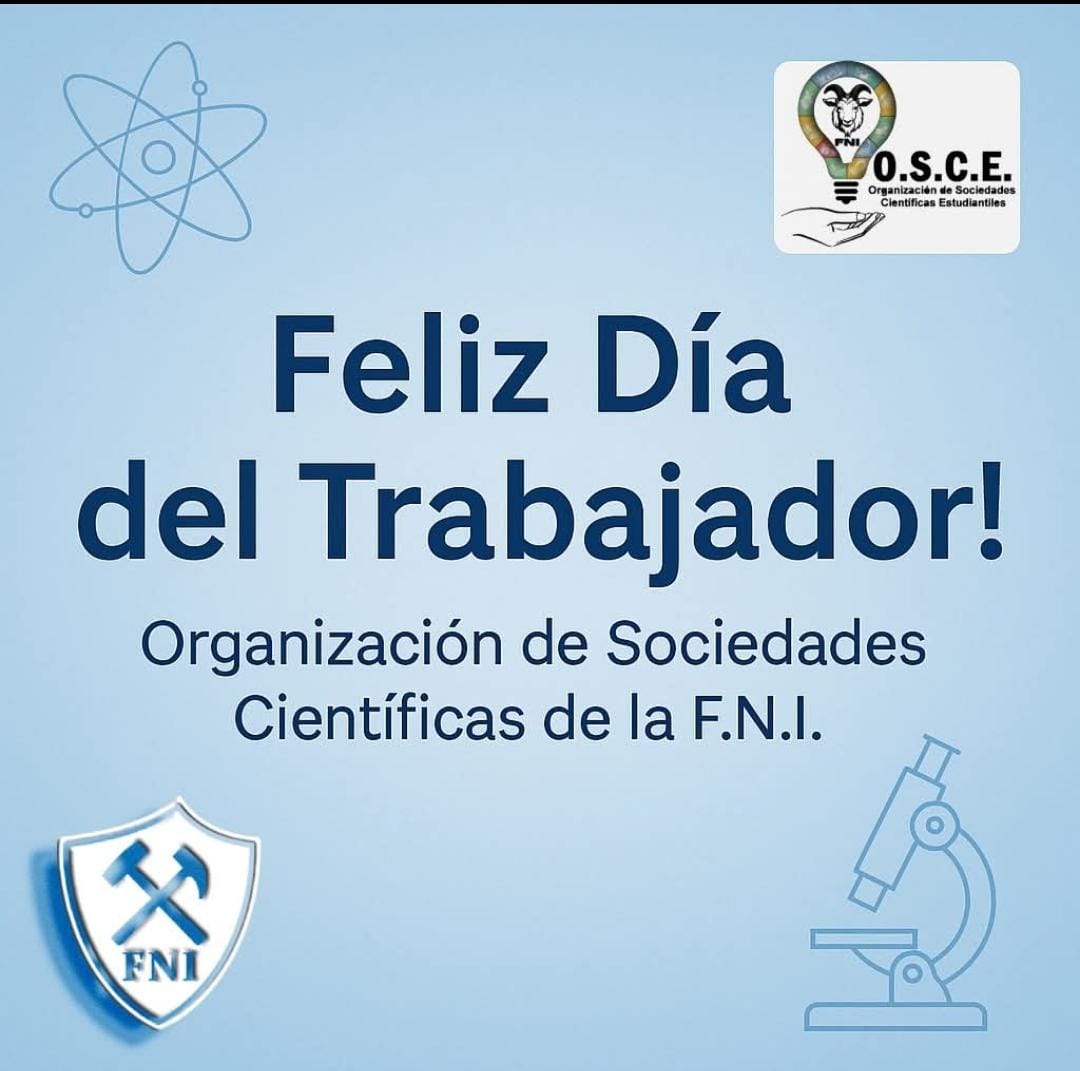 FNI
O.S.C.E.
Organización de Sociedades
Científicas Estudiantiles
Feliz Día
del Trabajador!
Organización de Sociedades
Científicas de la F.N.I.
FNI